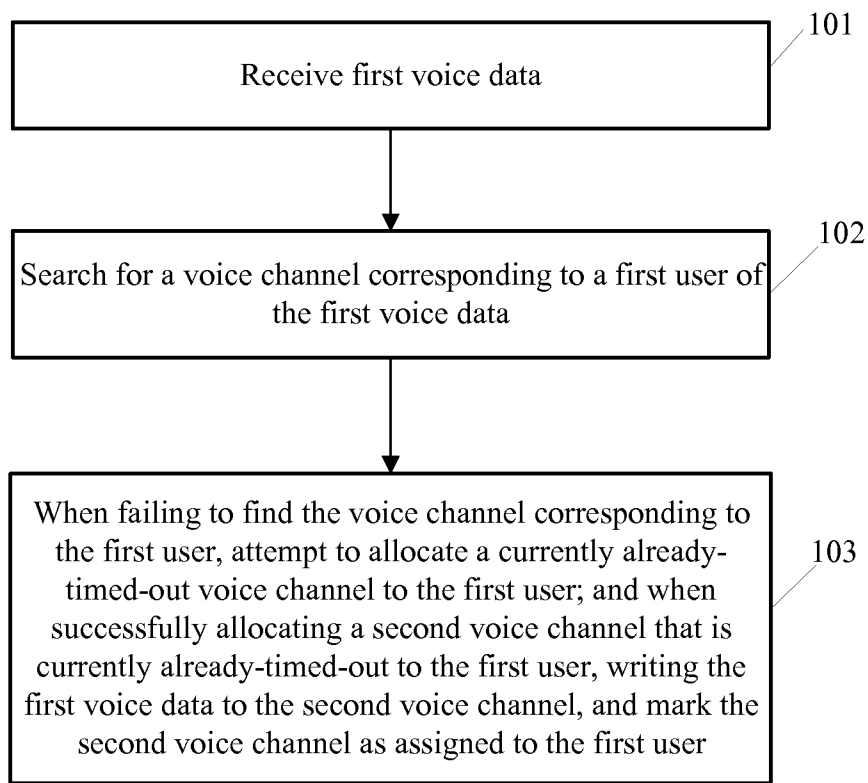 101
Receive first voice data
102
Search for a voice channel corresponding to a first user of
the first voice data
103
When failing to find the voice channel corresponding to
the first user, attempt to allocate a currently already-
timed-out voice channel to the first user; and when
successfully allocating a second voice channel that is
currently already-timed-out to the first user, writing the
first voice data to the second voice channel, and mark the
second voice channel as assigned to the first user